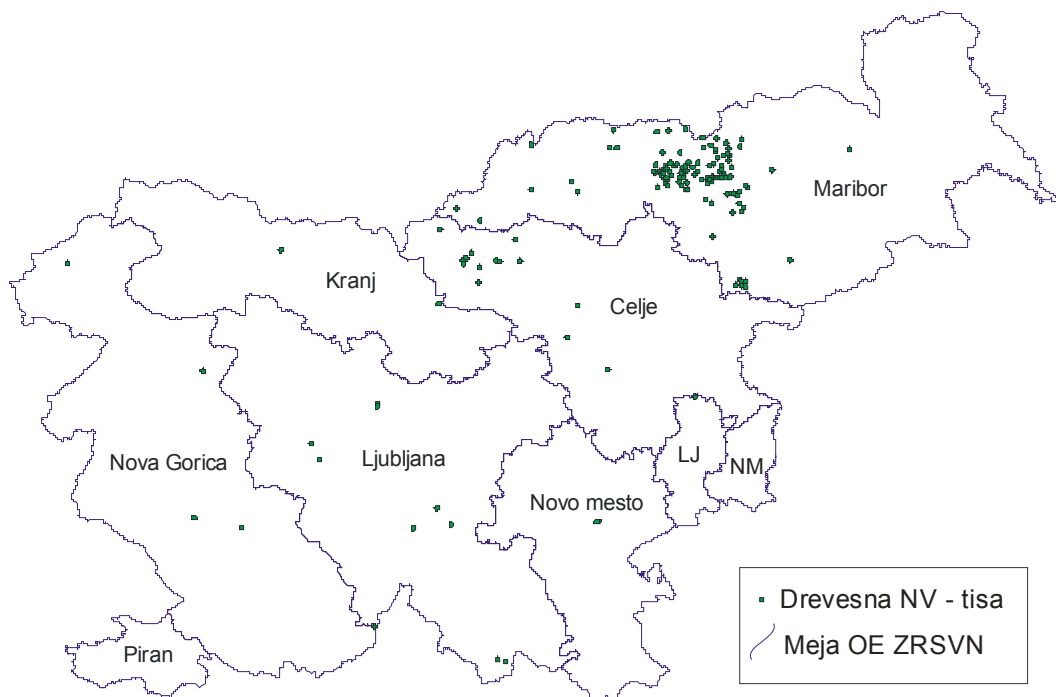 Maribor
Kranj
Celje
Nova Gorica
Ljubljana
LJ
NM
Novo mesto
Piran
Drevesna NV - tisa
Meja OE ZRSVN